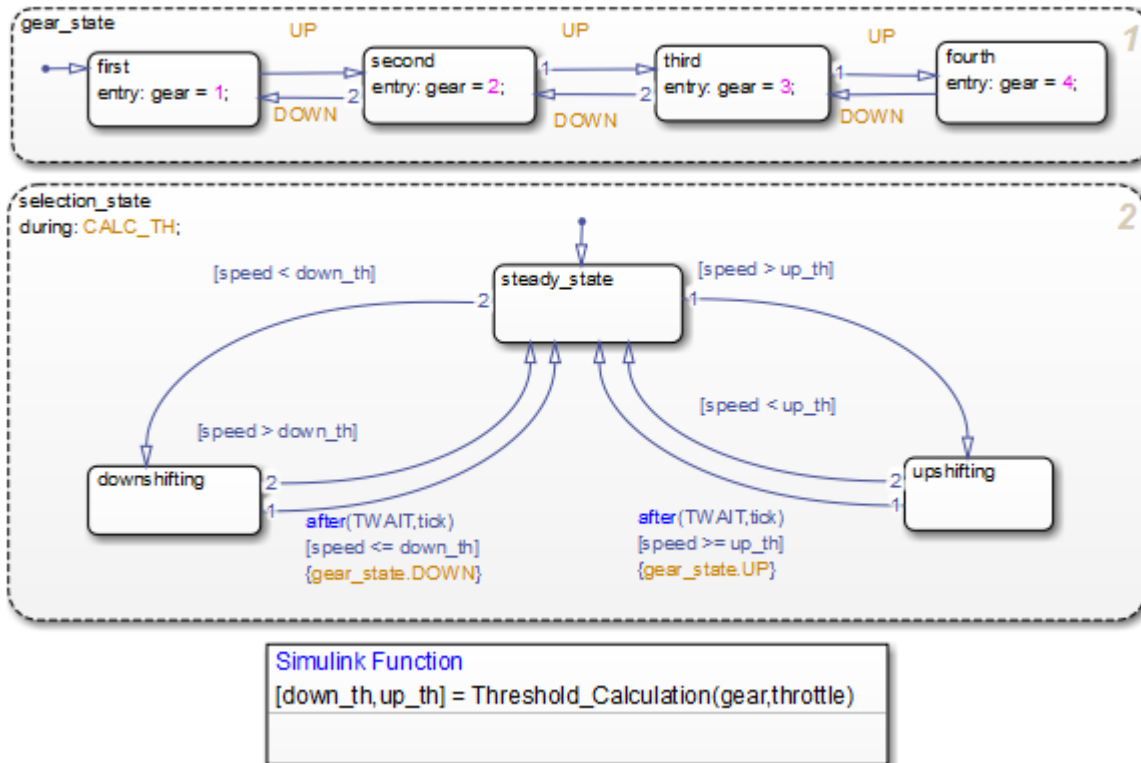 gear_state
1
UP
UP
UP
first
entry: gear = 1;
second
entry: gear = 2;
third
entry: gear = 3;
fourth
entry: gear = 4;
1
2
1
2
DOWN
DOWN
DOWN
selection_state
during: CALC_TH;
2
[speed < down_th]
steady_state
[speed > up_th]
2
1
[speed > down_th]
[speed < up_th]
downshifting
2
1
upshifting
2
1
after(TWAIT,tick)
[speed <= down_th]
{gear_state.DOWN}
after(TWAIT,tick)
[speed >= up_th]
{gear_state.UP}
Simulink Function
[down_th,up_th] = Threshold_Calculation(gear,throttle)